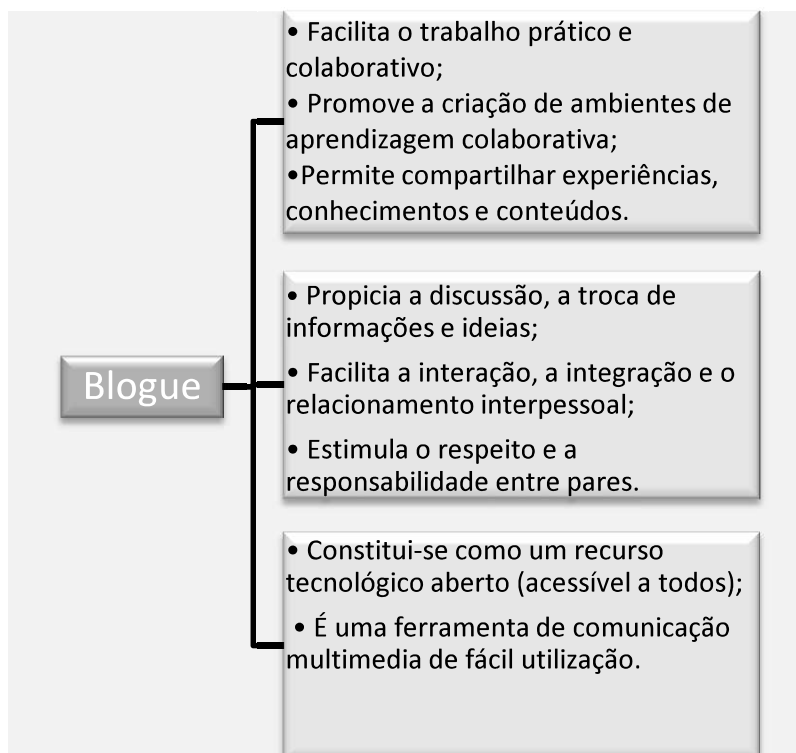 • Facilita o trabalho prático e
colaborativo;
• Promove a criação de ambientes de
aprendizagem colaborativa;
•Permite compartilhar experiências,
conhecimentos e conteúdos.
Blogue
• Propicia a discussão, a troca de
informações e ideias;
• Facilita a interação, a integração e o
relacionamento interpessoal;
• Estimula o respeito e a
responsabilidade entre pares.
• Constitui-se como um recurso
tecnológico aberto (acessível a todos);
• É uma ferramenta de comunicação
multimedia de fácil utilização.